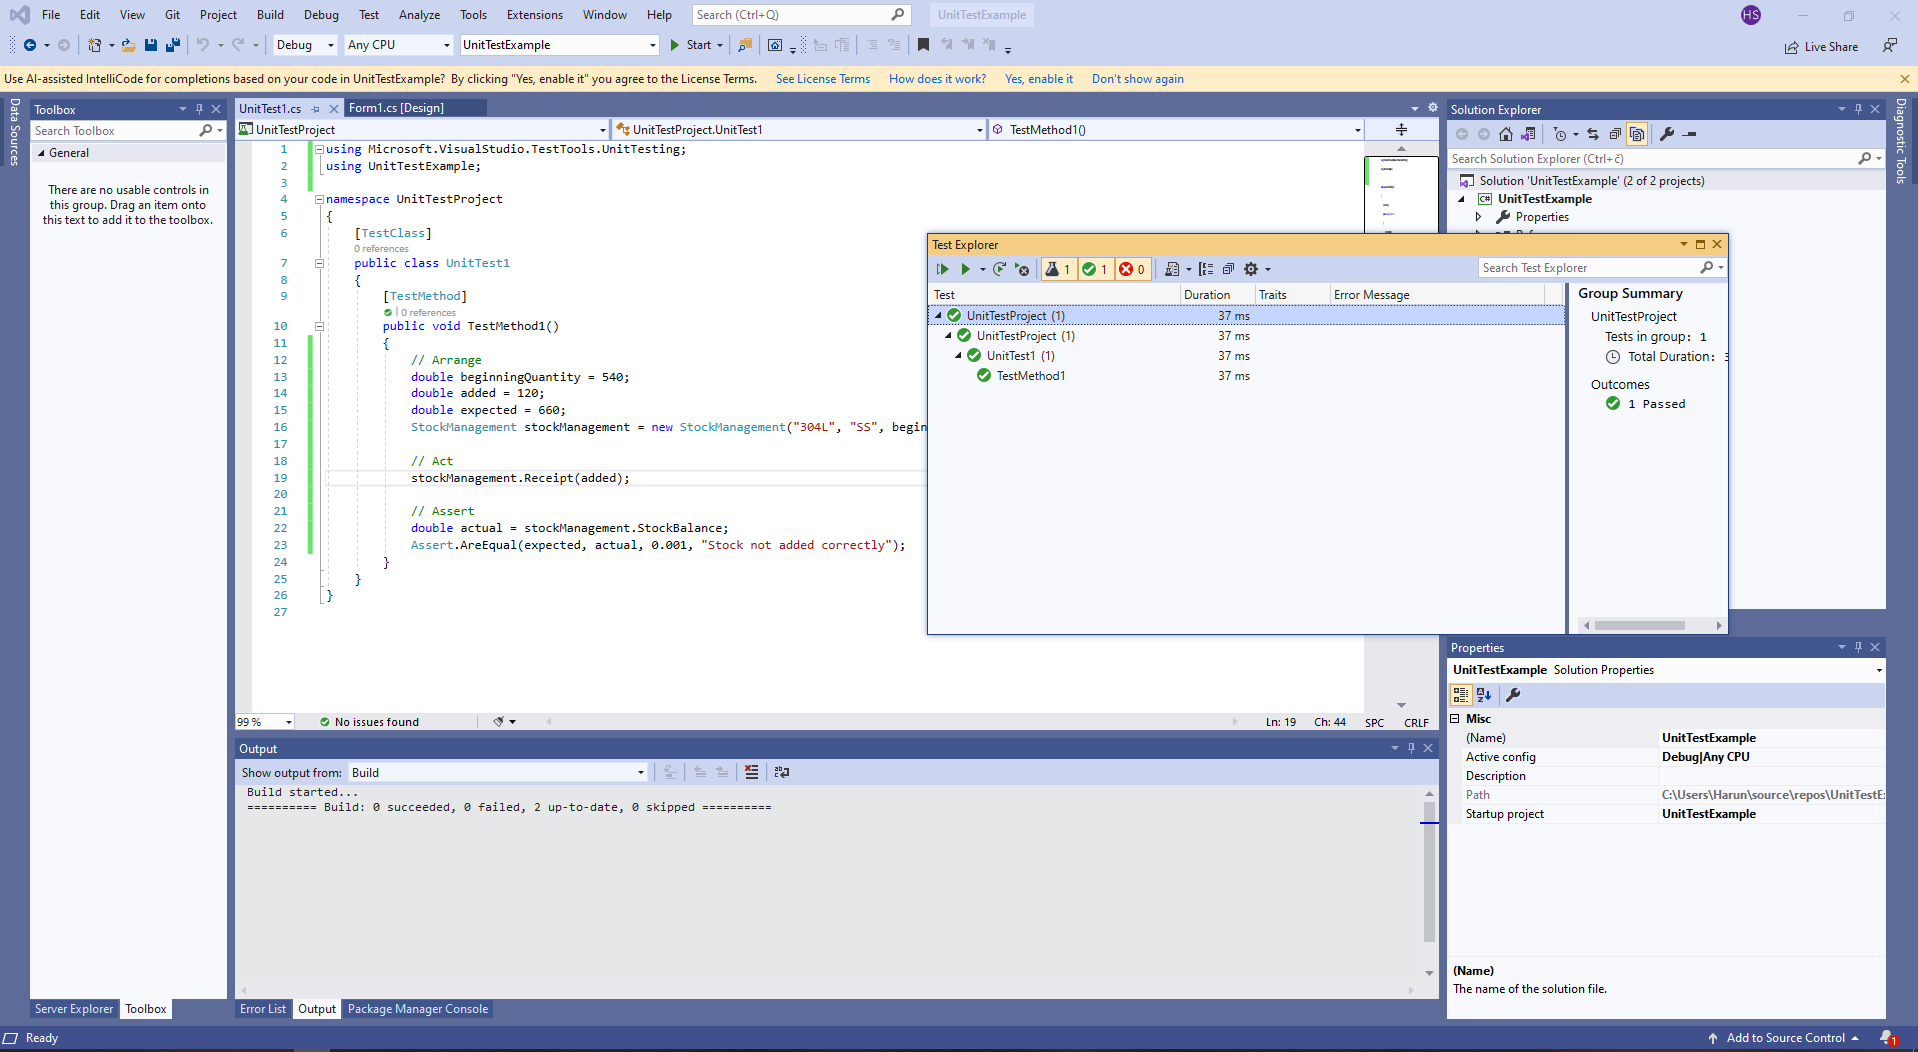 File Edit View Git Project Build Debug Test Analyze Tools Extensions Window Help Search (Ctrl+Q) UnitTestExample HS
Debug Any CPU UnitTestExample Start Live Share
Use AI-assisted IntelliCode for completions based on your code in UnitTestExample? By clicking "Yes, enable it" you agree to the License Terms. See License Terms How does it work? Yes, enable it Don't show again
Data Sources
Toolbox
Search Toolbox
General
There are no usable controls in
this group. Drag an item onto
this text to add it to the toolbox.
Server Explorer Toolbox
UnitTest1.cs Form1.cs [Design]
UnitTestProject UnitTestProject.UnitTest1 TestMethod1()
1 using Microsoft.VisualStudio.TestTools.UnitTesting;
2 using UnitTestExample;
3
4 namespace UnitTestProject
5 {
6 [TestClass]
0 references
7 public class UnitTest1
8 {
9 [TestMethod]
0 references
10 public void TestMethod1()
11 {
12 // Arrange
13 double beginningQuantity = 540;
14 double added = 120;
15 double expected = 660;
16 StockManagement stockManagement = new StockManagement("304L", "SS", begin
17
18 // Act
19 stockManagement.Receipt(added);
20
21 // Assert
22 double actual = stockManagement.StockBalance;
23 Assert.AreEqual(expected, actual, 0.001, "Stock not added correctly");
24 }
25 }
26 }
27
99 % No issues found Ln: 19 Ch: 44 SPC CRLF
Test Explorer
1 1 0 Search Test Explorer
Test Duration Traits Error Message
UnitTestProject (1) 37 ms
UnitTestProject (1) 37 ms
UnitTest1 (1) 37 ms
TestMethod1 37 ms
Group Summary
UnitTestProject
Tests in group: 1
Total Duration: 3
Outcomes
1 Passed
Output
Show output from: Build
Build started...
========== Build: 0 succeeded, 0 failed, 2 up-to-date, 0 skipped ==========
Error List Output Package Manager Console
Solution Explorer
Search Solution Explorer (Ctrl+č)
Solution 'UnitTestExample' (2 of 2 projects)
C# UnitTestExample
Properties
Diagnostic Tools
Properties
UnitTestExample Solution Properties
Misc
(Name) UnitTestExample
Active config Debug|Any CPU
Description
Path C:\Users\Harun\source\repos\UnitTestE
Startup project UnitTestExample
(Name)
The name of the solution file.
Ready Add to Source Control 1